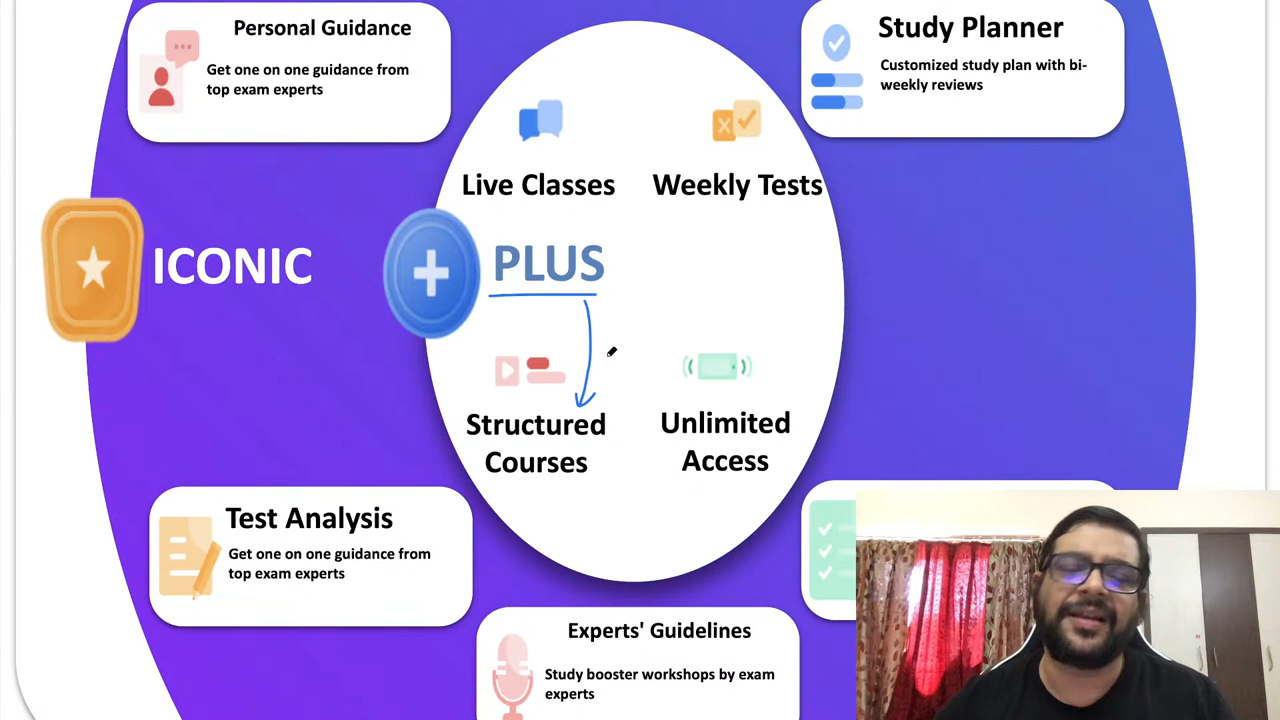 Personal Guidance
Get one on one guidance from
top exam experts
Study Planner
Customized study plan with bi-
weekly reviews
Live Classes
Weekly Tests
ICONIC
PLUS
Structured
Courses
Unlimited
Access
Test Analysis
Get one on one guidance from
top exam experts
Experts' Guidelines
Study booster workshops by exam
experts